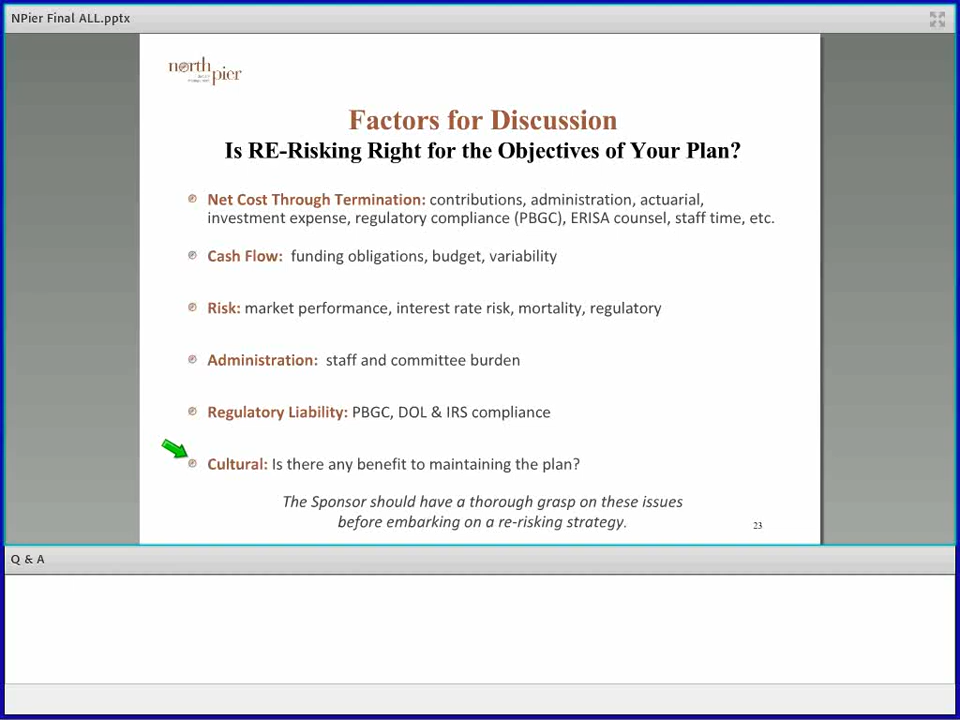 NPier Final ALL.pptx
north
pier
Factors for Discussion
Is RE-Risking Right for the Objectives of Your Plan?
Net Cost Through Termination: contributions, administration, actuarial,
investment expense, regulatory compliance (PBGC), ERISA counsel, staff time, etc.
Cash Flow: funding obligations, budget, variability
Risk: market performance, interest rate risk, mortality, regulatory
Administration: staff and committee burden
Regulatory Liability: PBGC, DOL & IRS compliance
Cultural: Is there any benefit to maintaining the plan?
The Sponsor should have a thorough grasp on these issues
before embarking on a re-risking strategy.
23
Q & A